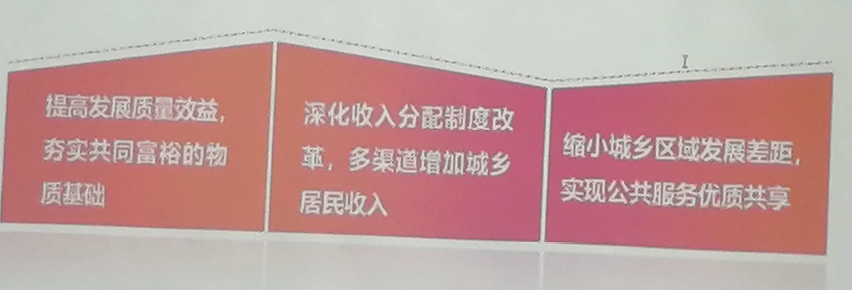 提高发展质量效益,
夯实共同富裕的物
质基础
深化收入分配制度改
革，多渠道增加城乡
居民收入
缩小城乡区域发展差距,
实现公共服务优质共享